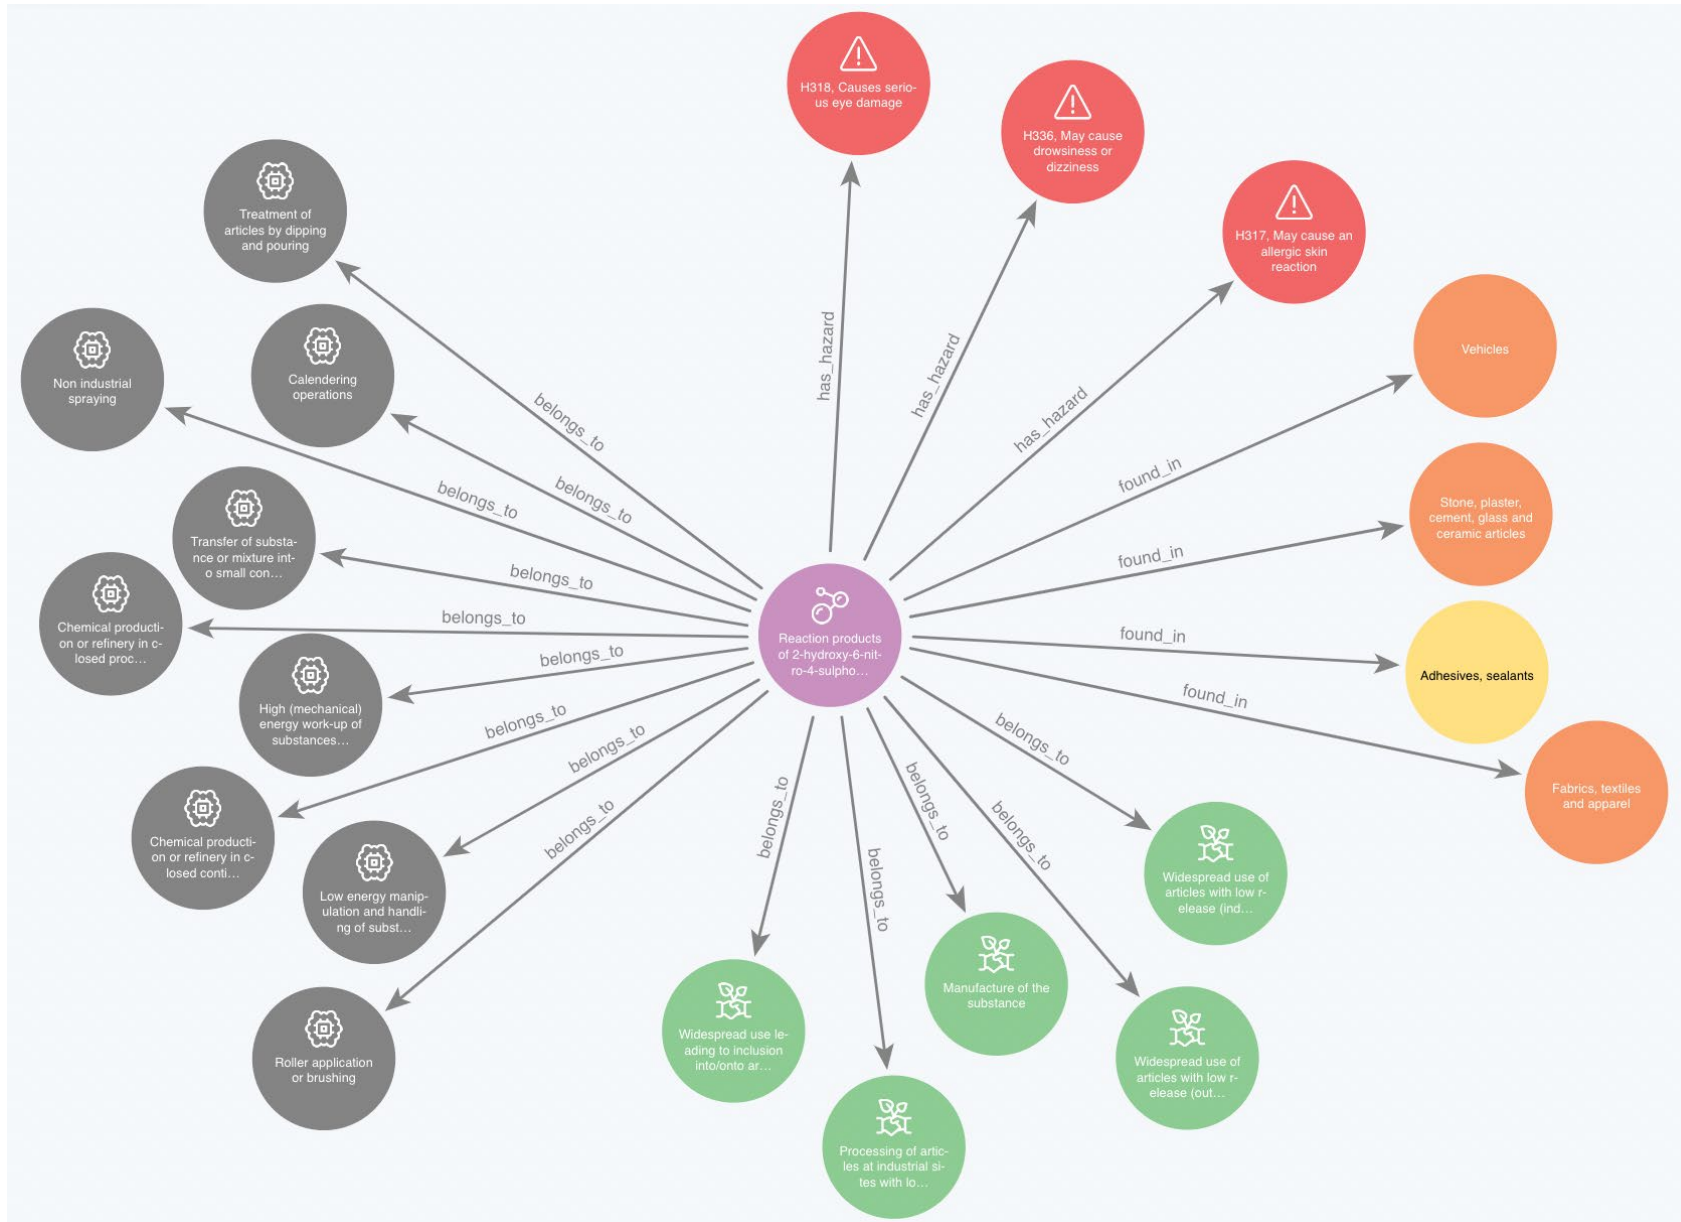 H318, Causes serio-
us eye damage
H336, May cause
drowsiness or
dizziness
H317, May cause an
allergic skin
reaction
Treatment of
articles by dipping
and pouring
Non industrial
spraying
Calendering
operations
Vehicles
has_hazard
has_hazard
has_hazard
belongs_to
belongs_to
belongs_to
found_in
found_in
Stone, plaster,
cement, glass and
ceramic articles
Transfer of substa-
nce or mixture int-
o small con...
belongs_to
Chemical producti-
on or refinery in c-
losed proc...
belongs_to
Reaction products
of 2-hydroxy-6-nit-
ro-4-sulpho...
found_in
Adhesives, sealants
High (mechanical)
energy work-up of
substances...
belongs_to
found_in
Fabrics, textiles
and apparel
Chemical producti-
on or refinery in c-
losed conti...
belongs_to
belongs_to
belongs_to
Low energy manip-
ulation and handli-
ng of subst...
Roller application
or brushing
belongs_to
belongs_to
belongs_to
belongs_to
belongs_to
Widespread use of
articles with low r-
elease (ind...
Manufacture of the
substance
Widespread use le-
ading to inclusion
into/onto ar...
Widespread use of
articles with low r-
elease (out...
Processing of artic-
les at industrial si-
tes with lo...